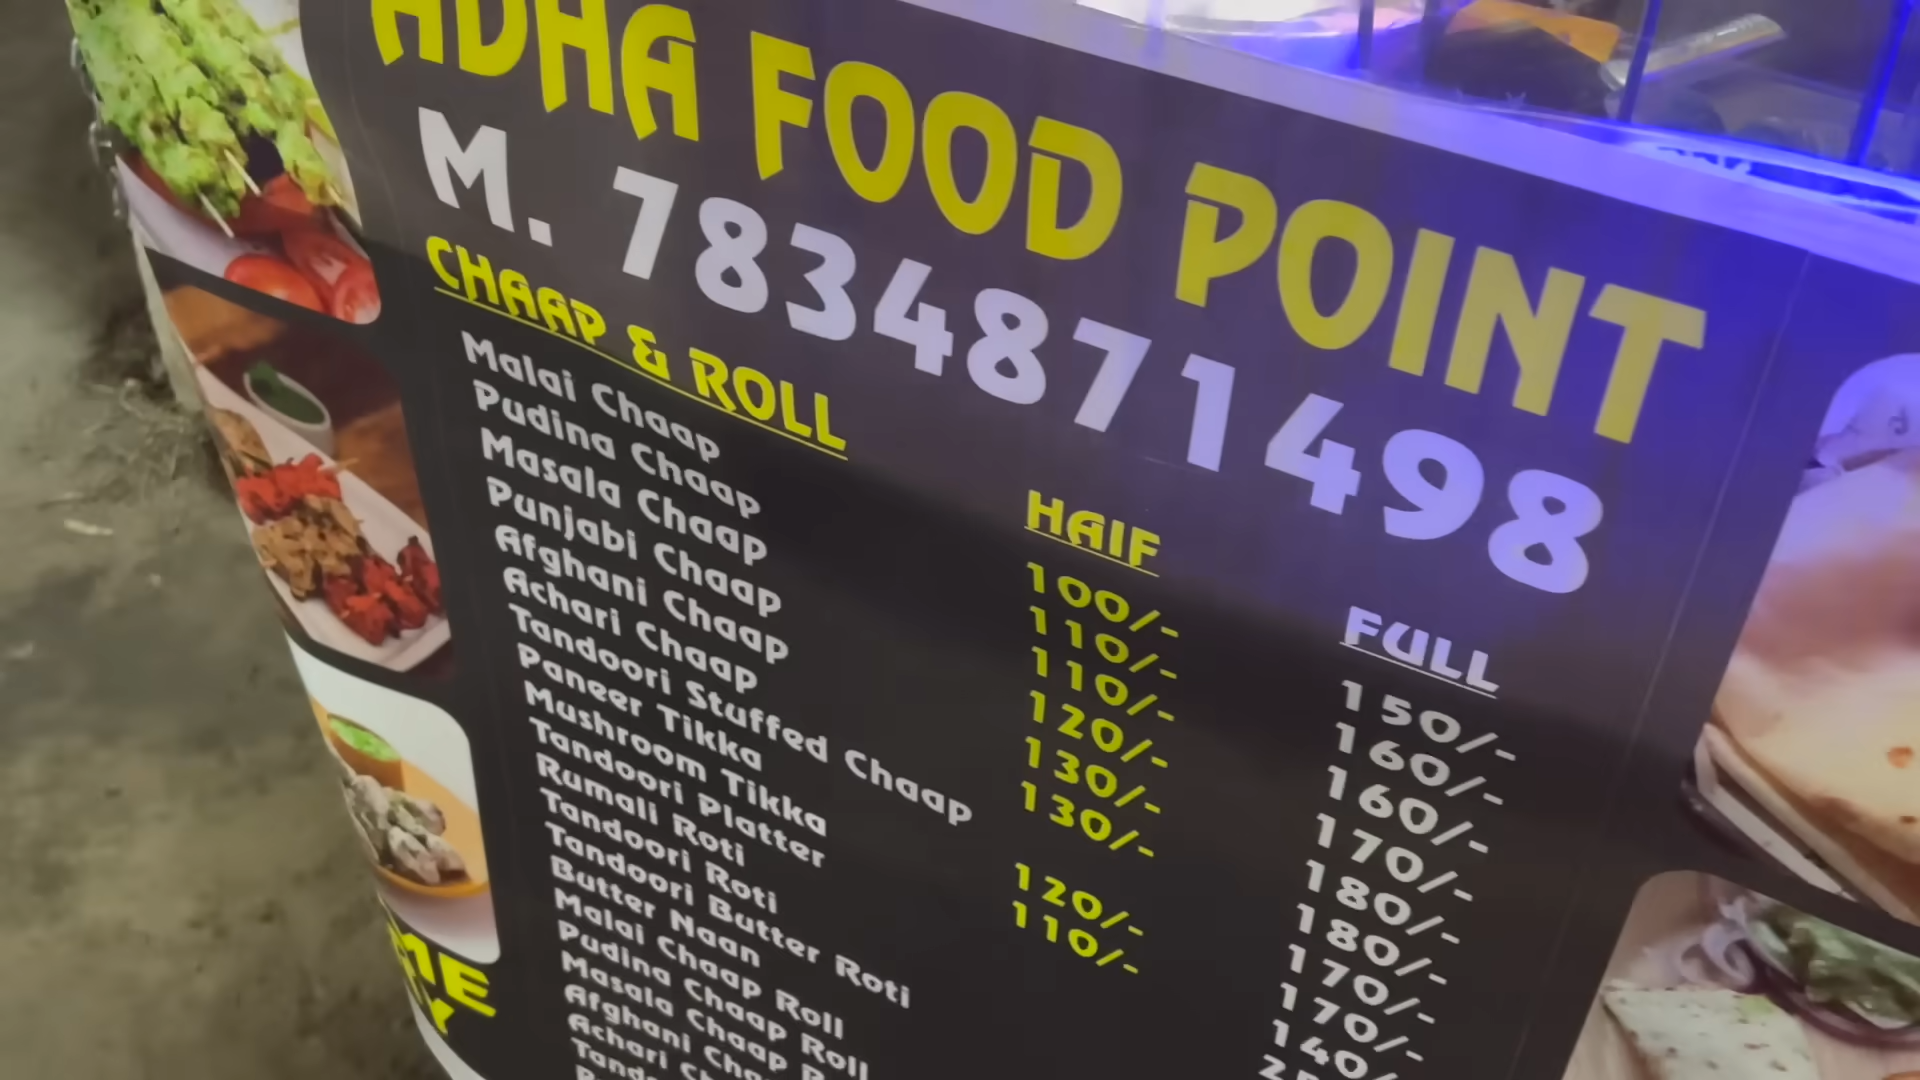 ADHA FOOD POINT
M. 7834871498
CHAAP & ROLL
HAIF
FULL
Malai Chaap 100/- 150/-
Pudina Chaap 110/- 160/-
Masala Chaap 110/- 160/-
Punjabi Chaap 120/- 170/-
Afghani Chaap 130/- 180/-
Achari Chaap 130/- 180/-
Tandoori Stuffed Chaap 170/-
Paneer Tikka 120/- 170/-
Mushroom Tikka 110/- 140/-
Tandoori Platter
Rumali Roti
Tandoori Roti
Tandoori Butter Roti
Butter Naan
Malai Chaap Roll
Pudina Chaap Roll
Masala Chaap
Afghani
Achari